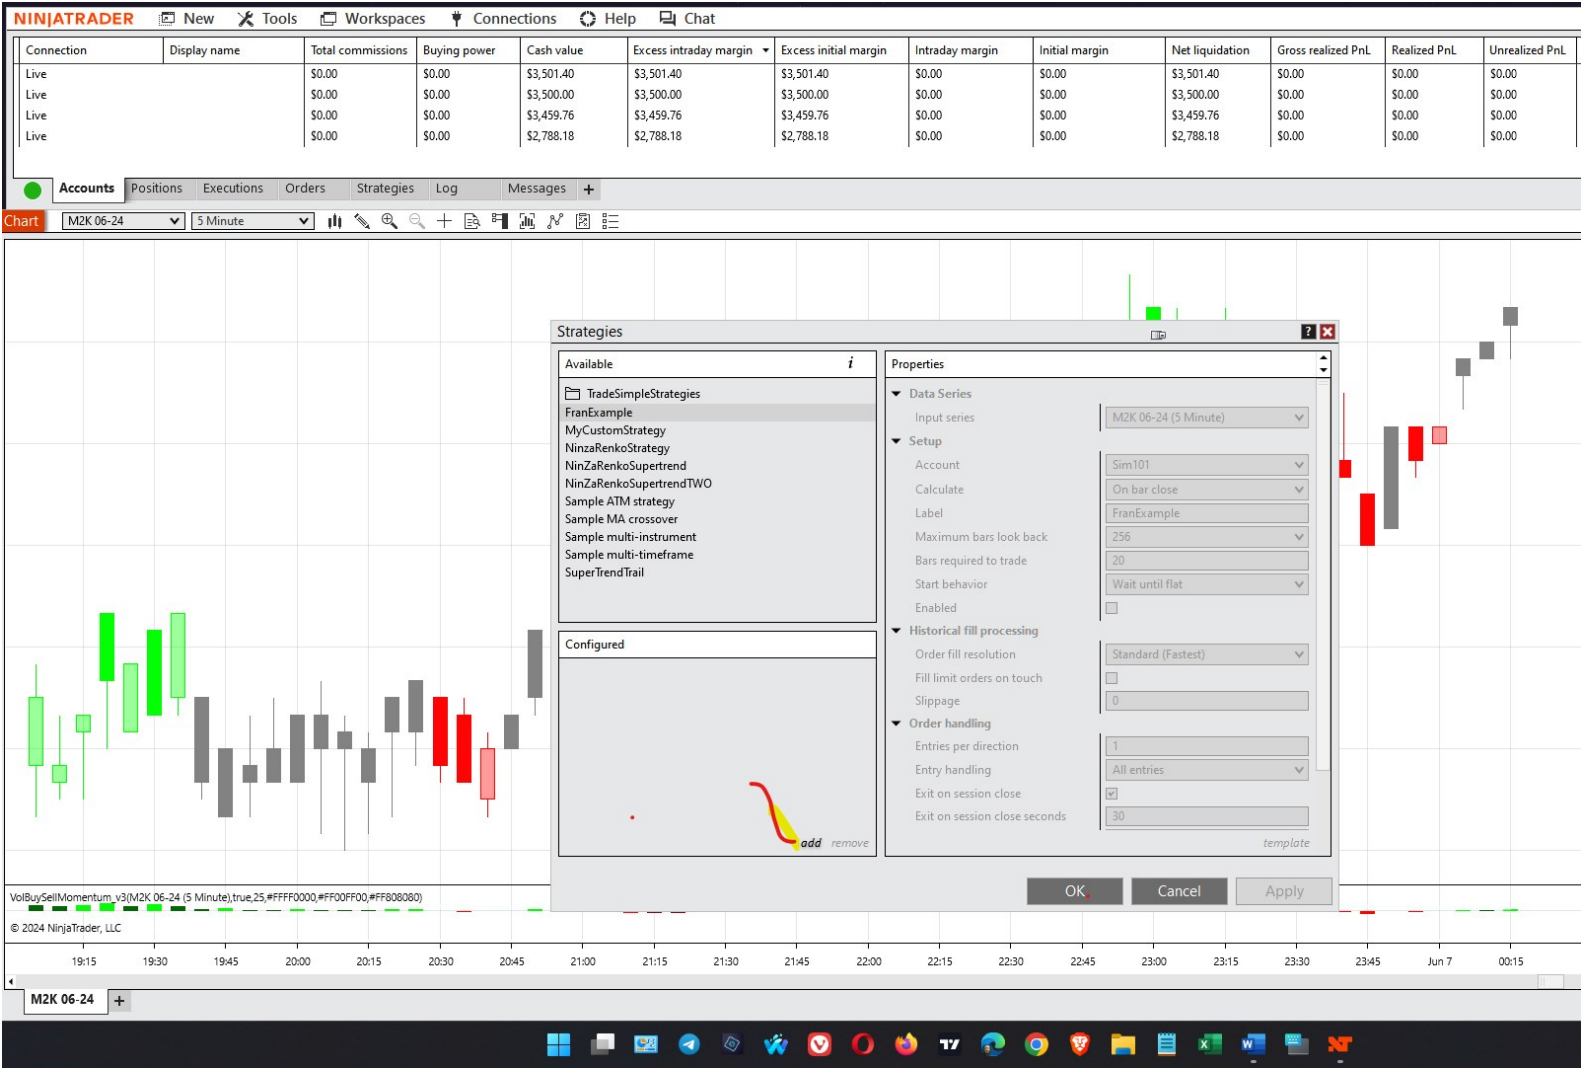 NINJATRADER New Tools Workspaces Connections Help Chat
Connection Display name Total commissions Buying power Cash value Excess intraday margin Excess initial margin Intraday margin Initial margin Net liquidation Gross realized PnL Realized PnL Unrealized PnL
Live $0.00 $0.00 $3,501.40 $3,501.40 $3,501.40 $0.00 $0.00 $3,501.40 $0.00 $0.00 $0.00
Live $0.00 $0.00 $3,500.00 $3,500.00 $3,500.00 $0.00 $0.00 $3,500.00 $0.00 $0.00 $0.00
Live $0.00 $0.00 $3,459.76 $3,459.76 $3,459.76 $0.00 $0.00 $3,459.76 $0.00 $0.00 $0.00
Live $0.00 $0.00 $2,788.18 $2,788.18 $2,788.18 $0.00 $0.00 $2,788.18 $0.00 $0.00 $0.00
Accounts Positions Executions Orders Strategies Log Messages +
Chart M2K 06-24 5 Minute
Strategies
Available i
TradeSimpleStrategies
FranExample
MyCustomStrategy
NinzaRenkoStrategy
NinZaRenkoSupertrend
NinZaRenkoSupertrendTWO
Sample ATM strategy
Sample MA crossover
Sample multi-instrument
Sample multi-timeframe
SuperTrendTrail
Configured
add remove
Properties
Data Series
Input series M2K 06-24 (5 Minute)
Setup
Account Sim101
Calculate On bar close
Label FranExample
Maximum bars look back 256
Bars required to trade 20
Start behavior Wait until flat
Enabled
Historical fill processing
Order fill resolution Standard (Fastest)
Fill limit orders on touch
Slippage 0
Order handling
Entries per direction 1
Entry handling All entries
Exit on session close
Exit on session close seconds 30
template
OK Cancel Apply
VolBuySellMomentum_v3(M2K 06-24 (5 Minute),true,25,#FFFF0000,#FF00FF00,#FF808080)
© 2024 NinjaTrader, LLC
19:15 19:30 19:45 20:00 20:15 20:30 20:45 21:00 21:15 21:30 21:45 22:00 22:15 22:30 22:45 23:00 23:15 23:30 23:45 Jun 7 00:15
M2K 06-24 +